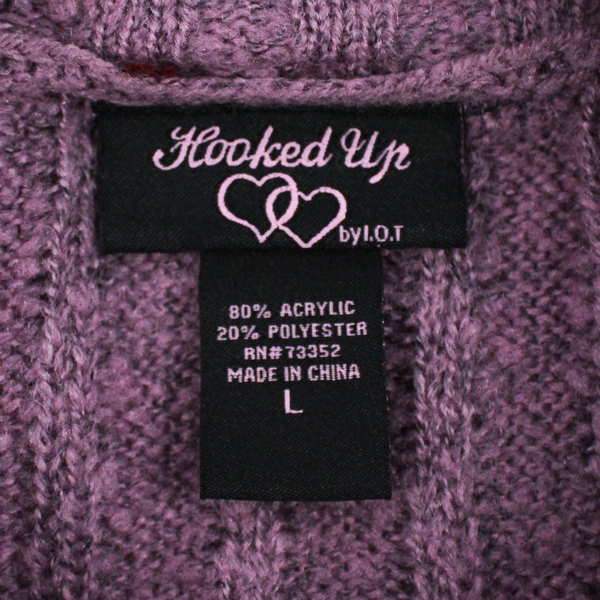 Hooked Up
by I.O.T
80% ACRYLIC
20% POLYESTER
RN#73352
MADE IN CHINA
L